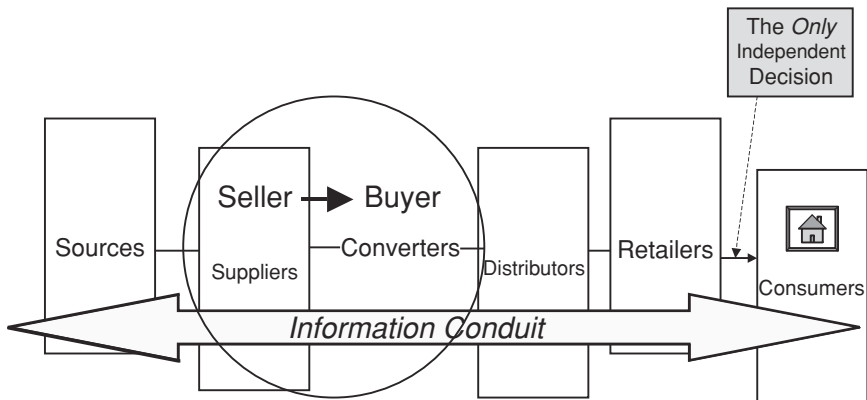 The Only
Independent
Decision
Seller
Buyer
Sources
Suppliers
Converters
Distributors
Retailers
Consumers
Information Conduit